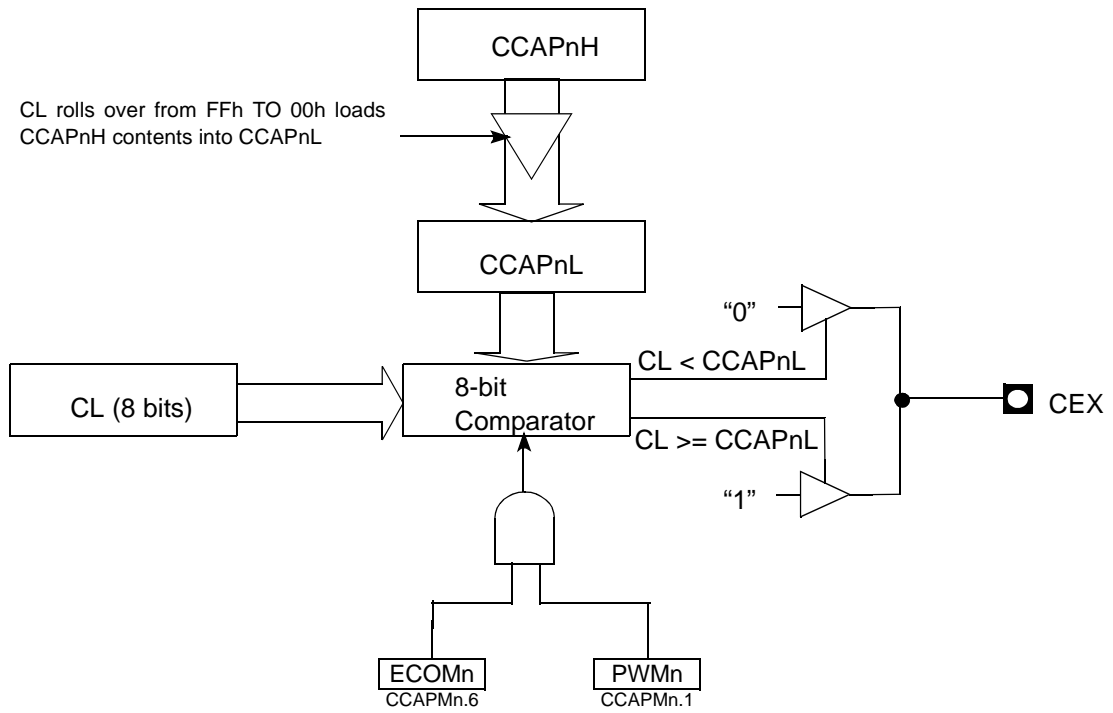 CCAPnH
CL rolls over from FFh TO 00h loads
CCAPnH contents into CCAPnL
CCAPnL
“0”
CL < CCAPnL
CL (8 bits)
8-bit
Comparator
CEX
CL >= CCAPnL
“1”
ECOMn
PWMn
CCAPMn.6
CCAPMn.1